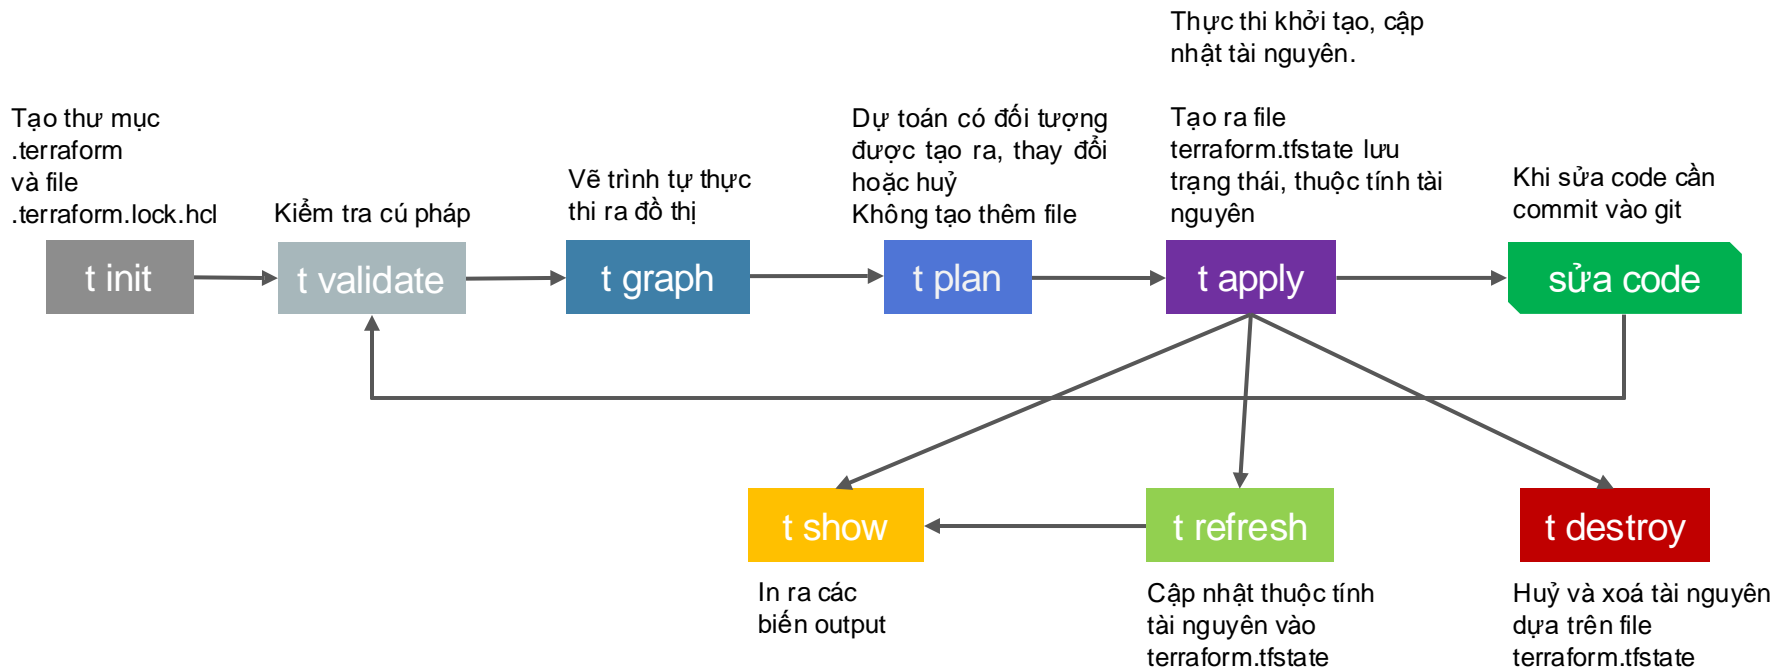 Thực thi khởi tạo, cập
nhật tài nguyên.
Tạo thư mục
.terraform
và file
.terraform.lock.hcl
Kiểm tra cú pháp
Vẽ trình tự thực
thi ra đồ thị
Dự toán có đối tượng
được tạo ra, thay đổi
hoặc huỷ
Không tạo thêm file
Tạo ra file
terraform.tfstate lưu
trạng thái, thuộc tính tài
nguyên
Khi sửa code cần
commit vào git
t init
t validate
t graph
t plan
t apply
sửa code
t show
t refresh
t destroy
In ra các
biến output
Cập nhật thuộc tính
tài nguyên vào
terraform.tfstate
Huỷ và xoá tài nguyên
dựa trên file
terraform.tfstate